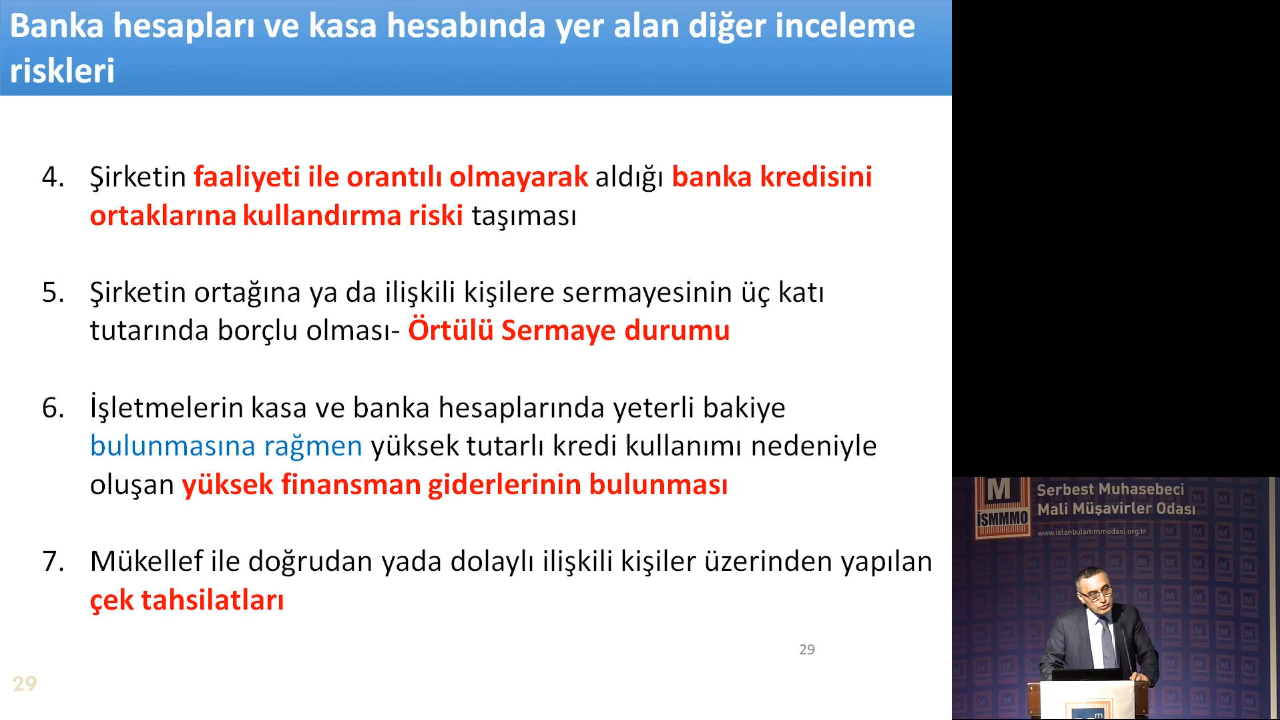 Banka hesapları ve kasa hesabında yer alan diğer inceleme
riskleri
4. Şirketin faaliyeti ile orantılı olmayarak aldığı banka kredisini
ortaklarına kullandırma riski taşıması
5. Şirketin ortağına ya da ilişkili kişilere sermayesinin üç katı
tutarında borçlu olması- Örtülü Sermaye durumu
6. İşletmelerin kasa ve banka hesaplarında yeterli bakiye
bulunmasına rağmen yüksek tutarlı kredi kullanımı nedeniyle
oluşan yüksek finansman giderlerinin bulunması
7. Mükellef ile doğrudan yada dolaylı ilişkili kişiler üzerinden yapılan
çek tahsilatları
29
29
M
İSMMMO
Serbest Muhasebeci
Mali Müşavirler Odası
www.istanbulsmmmodasi.org.tr